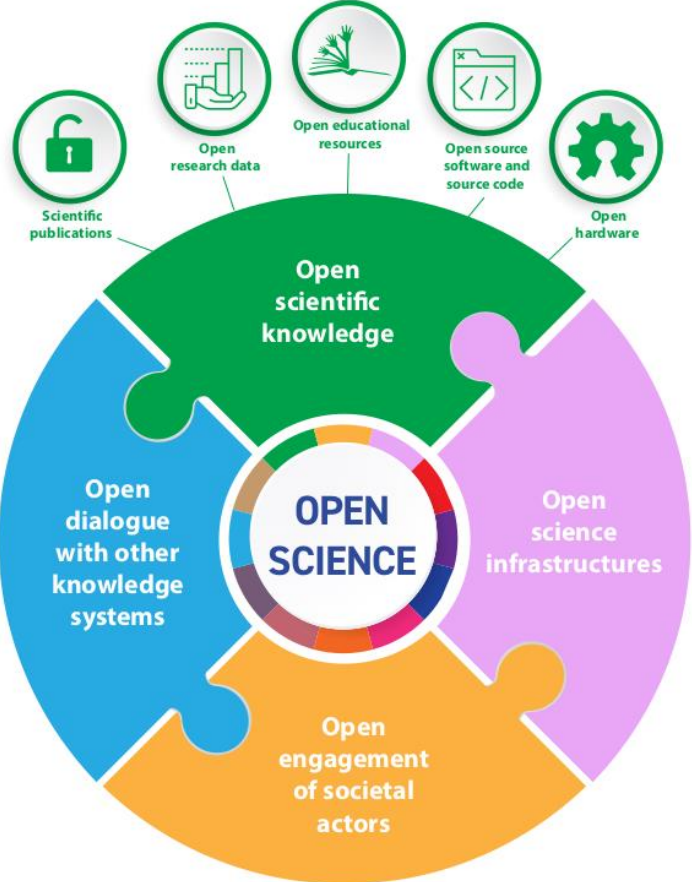 Scientific
publications
Open
research data
Open educational
resources
Open source
software and
source code
</>
Open
hardware
Open
scientific
knowledge
Open
dialogue
with other
knowledge
systems
OPEN
SCIENCE
Open
science
infrastructures
Open
engagement
of societal
actors